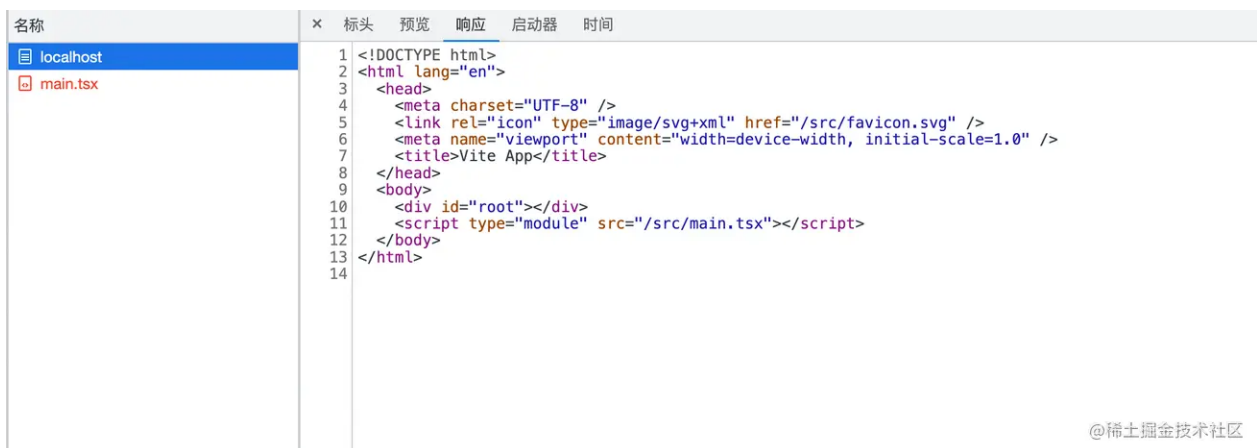 名称
localhost
main.tsx
× 标头 预览 响应 启动器 时间
1 <!DOCTYPE html>
2 <html lang="en">
3   <head>
4     <meta charset="UTF-8" />
5     <link rel="icon" type="image/svg+xml" href="/src/favicon.svg" />
6     <meta name="viewport" content="width=device-width, initial-scale=1.0" />
7     <title>Vite App</title>
8   </head>
9   <body>
10     <div id="root"></div>
11     <script type="module" src="/src/main.tsx"></script>
12   </body>
13 </html>
14
@稀土掘金技术社区